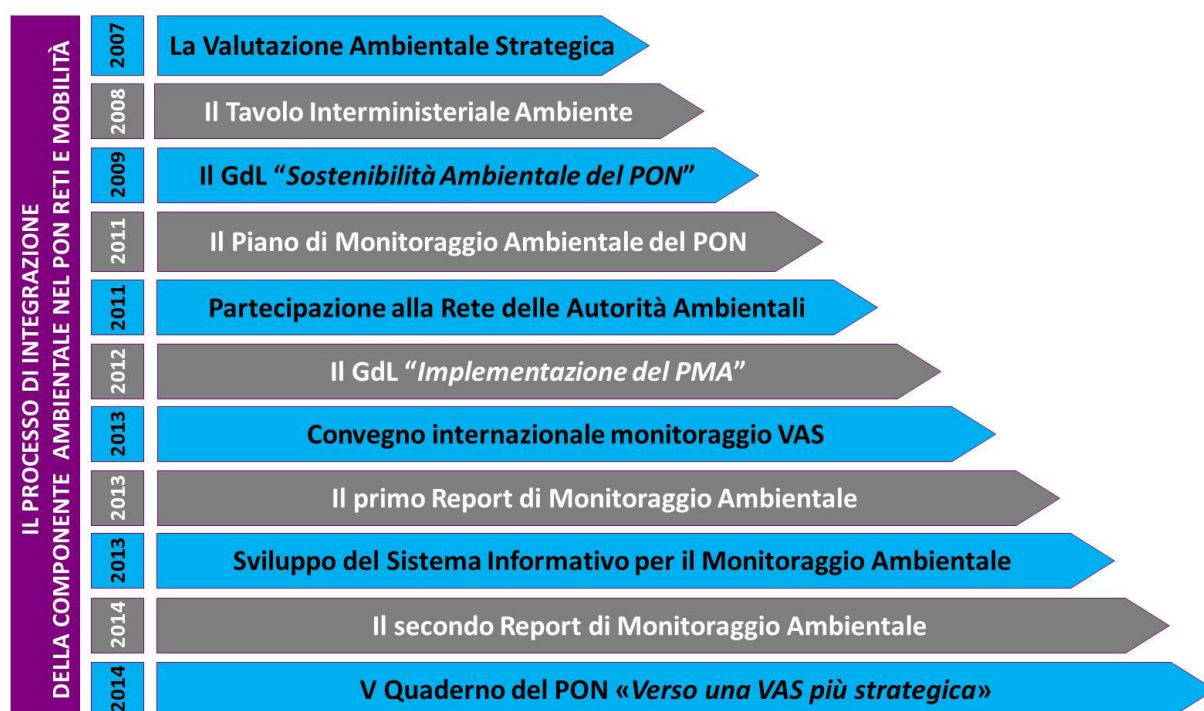 IL PROCESSO DI INTEGRAZIONE
DELLA COMPONENTE AMBIENTALE NEL PON RETI E MOBILITÀ
2007
La Valutazione Ambientale Strategica
2008
Il Tavolo Interministeriale Ambiente
2009
Il GdL “Sostenibilità Ambientale del PON”
2011
Il Piano di Monitoraggio Ambientale del PON
2011
Partecipazione alla Rete delle Autorità Ambientali
2012
Il GdL “Implementazione del PMA”
2013
Convegno internazionale monitoraggio VAS
2013
Il primo Report di Monitoraggio Ambientale
2013
Sviluppo del Sistema Informativo per il Monitoraggio Ambientale
2014
Il secondo Report di Monitoraggio Ambientale
2014
V Quaderno del PON «Verso una VAS più strategica»